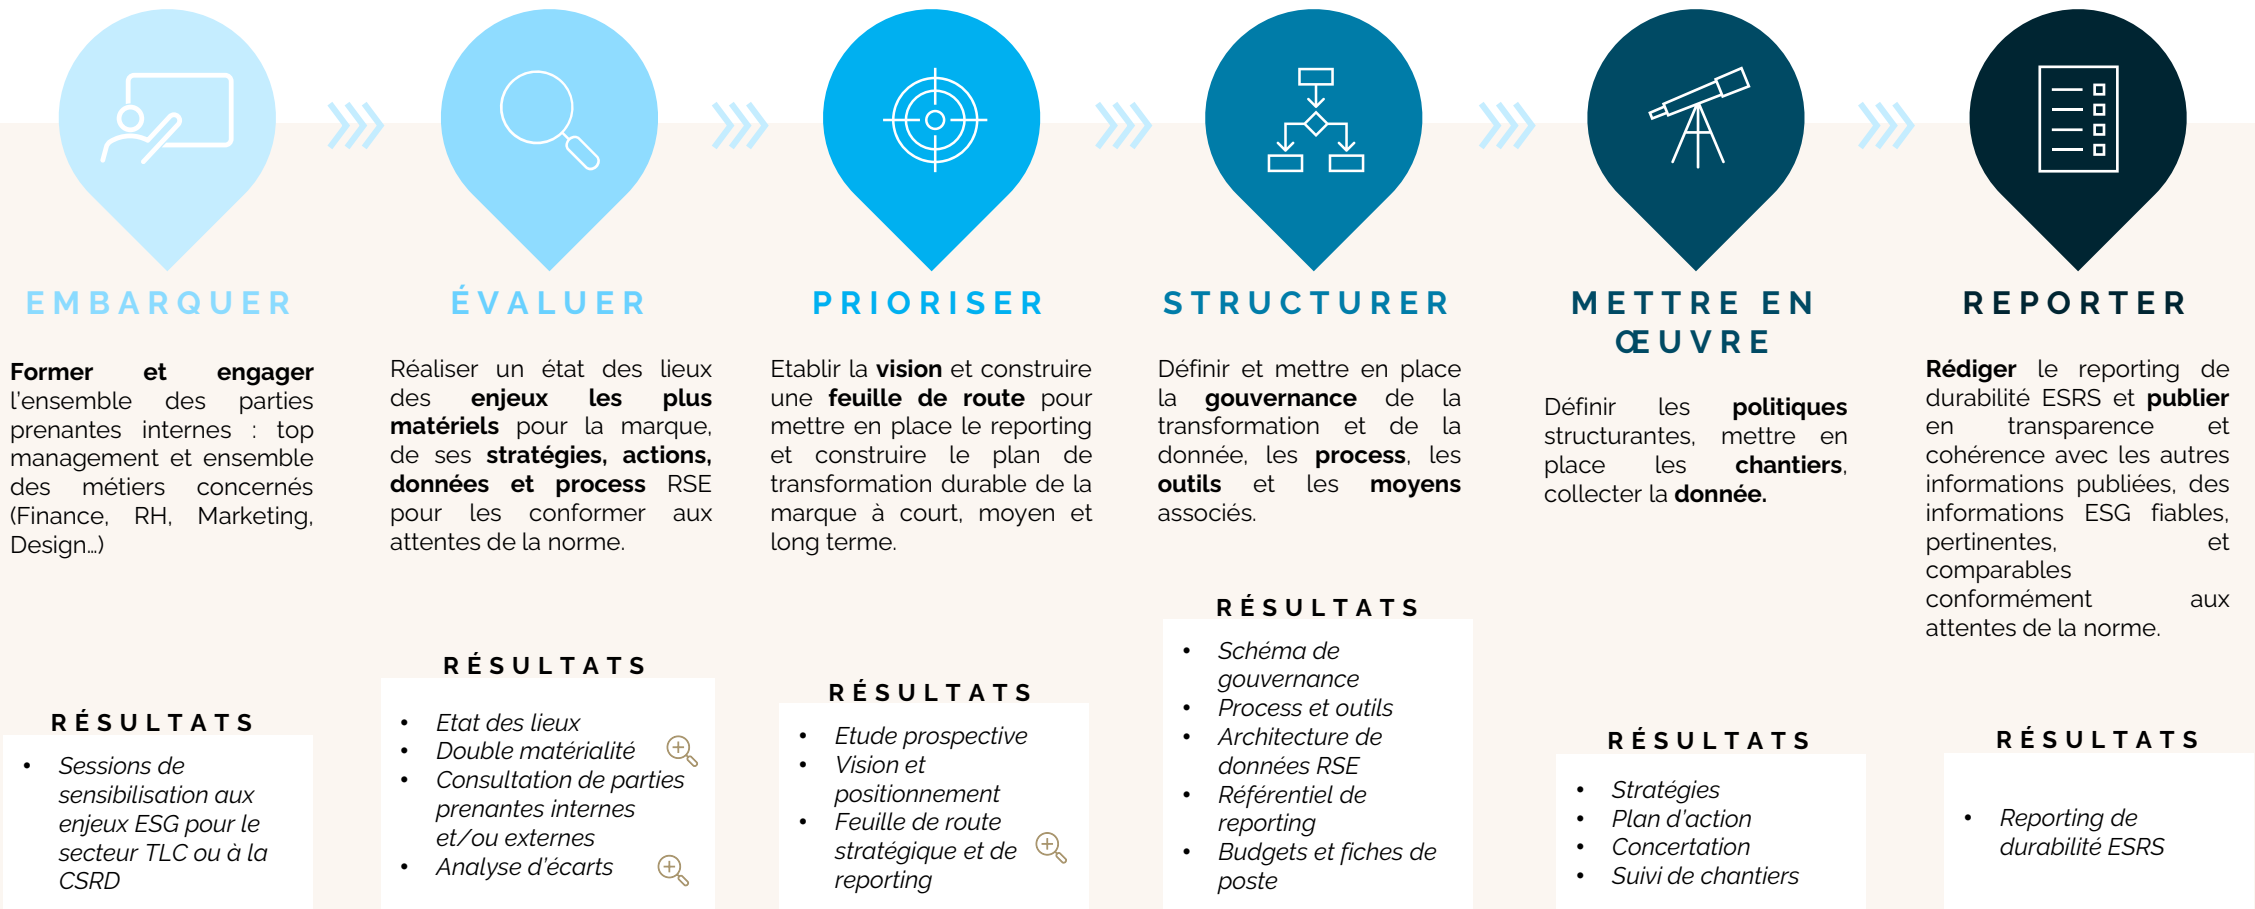 EMBARQUER
Former et engager
l'ensemble des parties
prenantes internes : top
management et ensemble
des métiers concernés
(Finance, RH, Marketing,
Design…)
RÉSULTATS
• Sessions de
sensibilisation aux
enjeux ESG pour le
secteur TLC ou à la
CSRD
ÉVALUER
Réaliser un état des lieux
des enjeux les plus
matériels pour la marque,
de ses stratégies, actions,
données et process RSE
pour les conformer aux
attentes de la norme.
RÉSULTATS
• Etat des lieux
• Double matérialité
• Consultation de parties
prenantes internes
et/ou externes
• Analyse d'écarts
PRIORISER
Etablir la vision et construire
une feuille de route pour
mettre en place le reporting
et construire le plan de
transformation durable de la
marque à court, moyen et
long terme.
RÉSULTATS
• Etude prospective
• Vision et
positionnement
• Feuille de route
stratégique et de
reporting
STRUCTURER
Définir et mettre en place
la gouvernance de la
transformation et de la
donnée, les process, les
outils et les moyens
associés.
RÉSULTATS
• Schéma de
gouvernance
• Process et outils
• Architecture de
données RSE
• Référentiel de
reporting
• Budgets et fiches de
poste
METTRE EN
ŒUVRE
Définir les politiques
structurantes, mettre en
place les chantiers,
collecter la donnée.
RÉSULTATS
• Stratégies
• Plan d'action
• Concertation
• Suivi de chantiers
REPORTER
Rédiger le reporting de
durabilité ESRS et publier
en transparence et
cohérence avec les autres
informations publiées, des
informations ESG fiables,
pertinentes, et
comparables
conformément aux
attentes de la norme.
RÉSULTATS
• Reporting de
durabilité ESRS